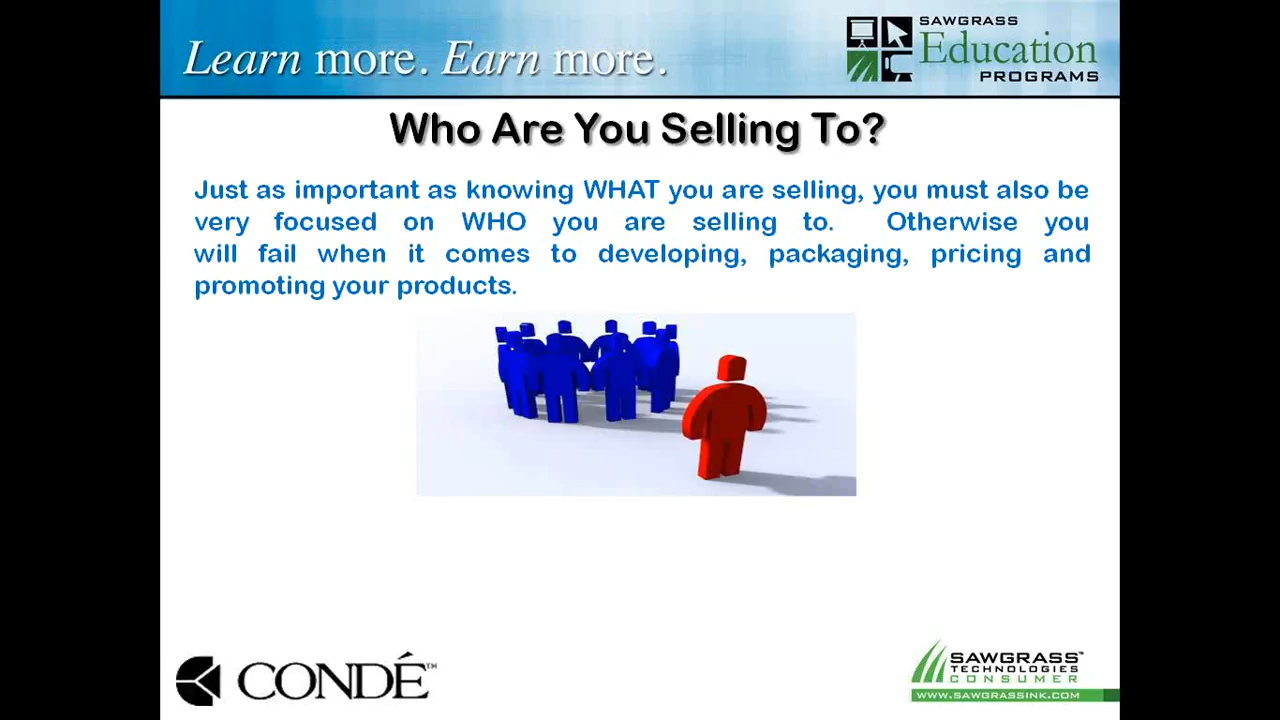 Learn more. Earn more.
SAWGRASS
Education
PROGRAMS
Who Are You Selling To?
Just as important as knowing WHAT you are selling, you must also be
very focused on WHO you are selling to. Otherwise you
will fail when it comes to developing, packaging, pricing and
promoting your products.
CONDÉ™
SAWGRASS™
TECHNOLOGIES
CONSUMER
WWW.SAWGRASSINK.COM